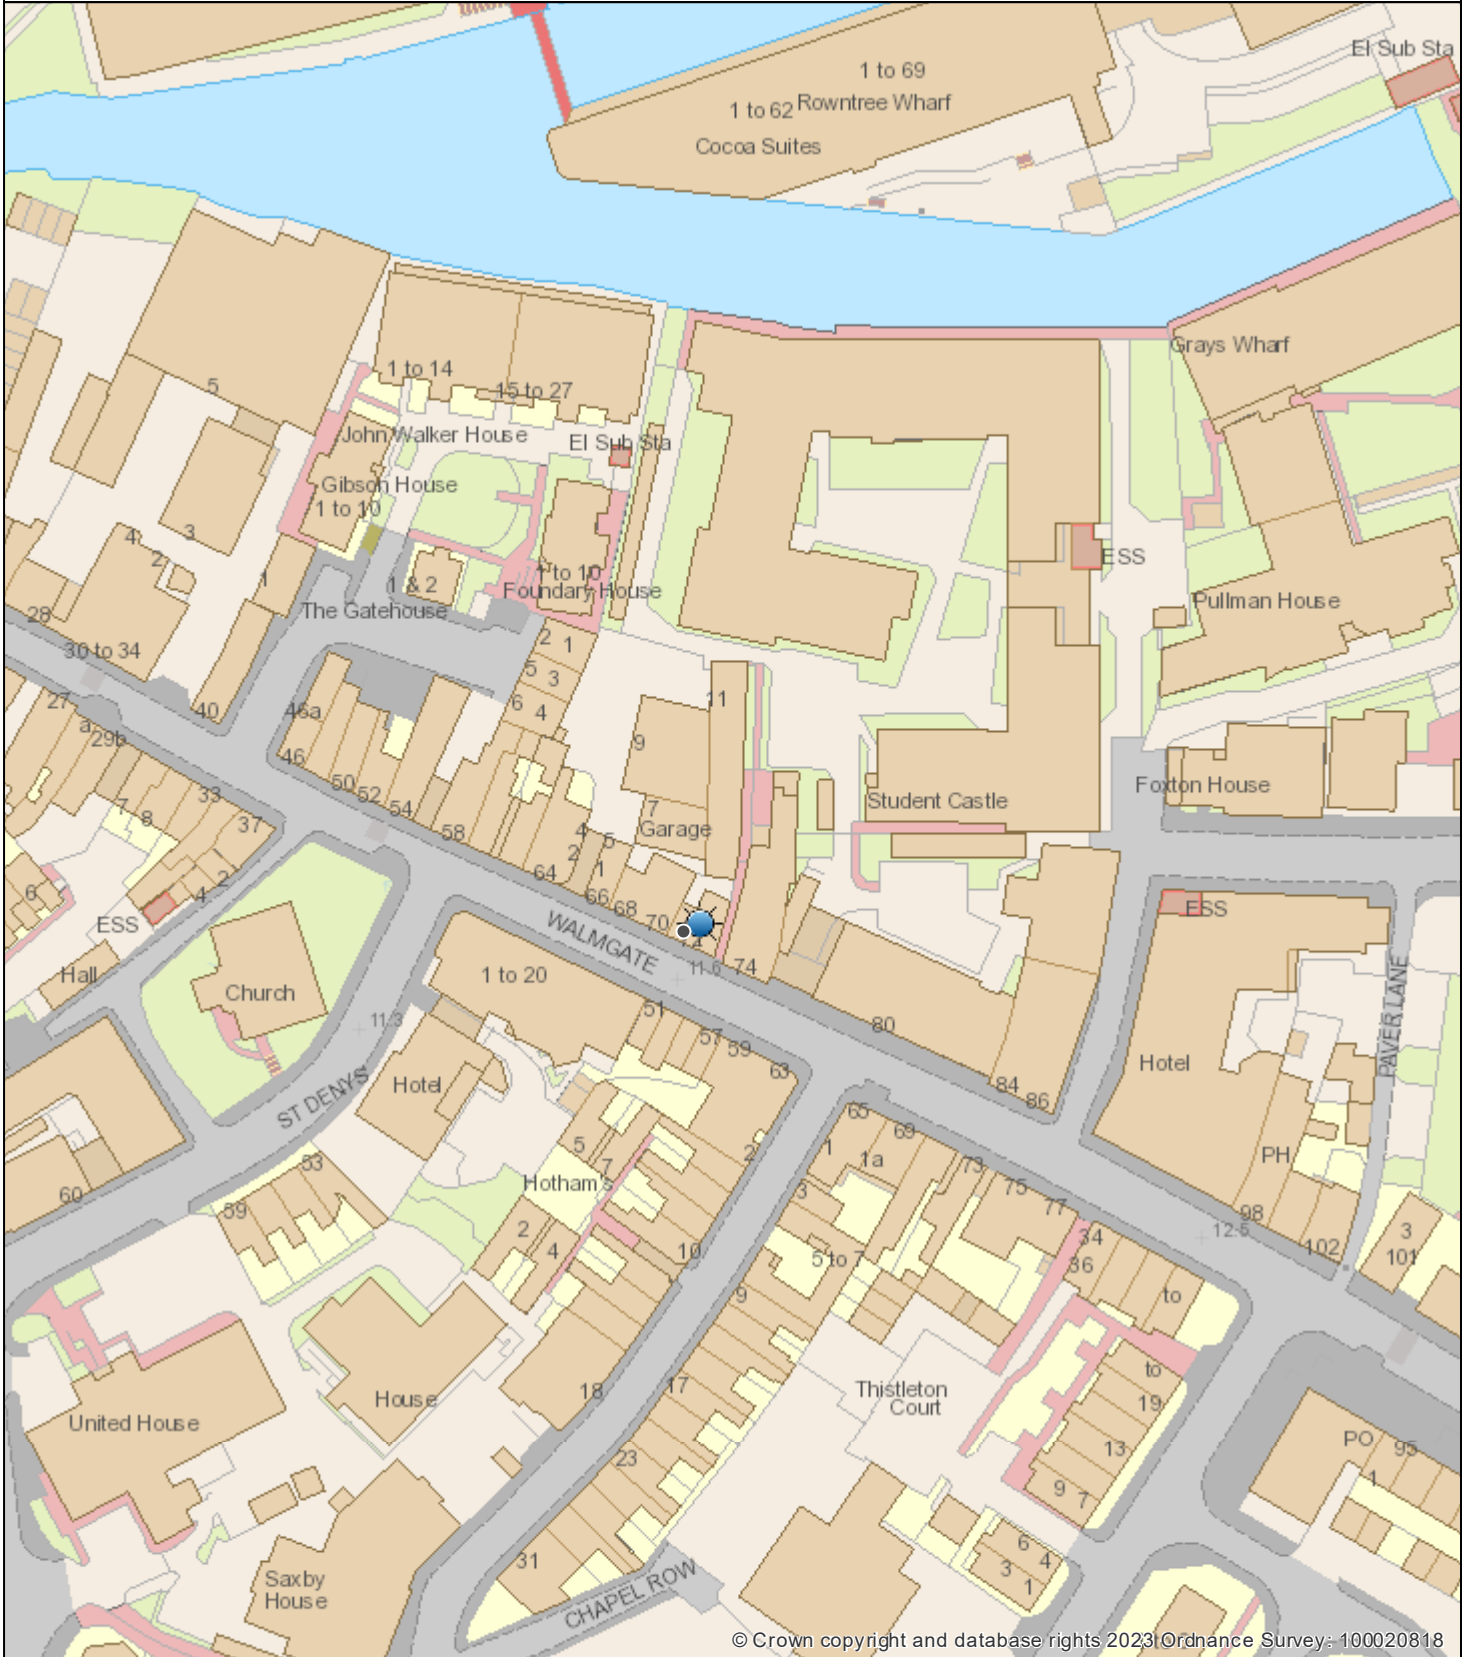 El Sub Sta
1 to 69
1 to 62
Rowntree Wharf
Cocoa Suites
Grays Wharf
1 to 14
5
15 to 27
John Walker House
El Sub Sta
Gibson House
1 to 10
4
3
2
ESS
1
1 & 2
1 to 10
Foundary House
The Gatehouse
Pullman House
28
30 to 34
2
1
5
3
6
4
11
27
a
29b
40
46a
9
46
50
52
54
33
7
8
37
58
7
Garage
4
5
2
1
64
66
68
70
Foxton House
Student Castle
6
4
2
ESS
ESS
Hall
WALMGATE
11.6
74
1 to 20
Church
11.3
51
57
59
63
80
84
86
Hotel
PAVER LANE
Hotel
ST DENYS
65
69
1
1a
73
75
77
PH
5
7
Hotham's
2
3
53
59
60
2
4
10
5 to 7
9
34
36
to
98
12.5
102
3
101
17
18
House
United House
Thistleton
Court
to
19
13
9
7
PO
95
1
23
31
6
4
3
1
Saxby
House
CHAPEL ROW
© Crown copyright and database rights 2023 Ordnance Survey: 100020818